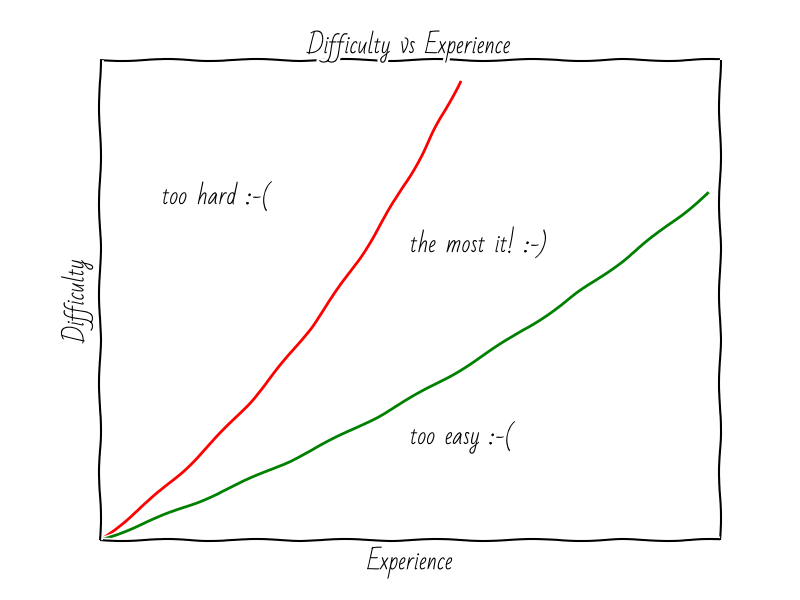 Difficulty vs Experience
too hard :-(
the most it! :-)
Difficulty
too easy :-(
Experience